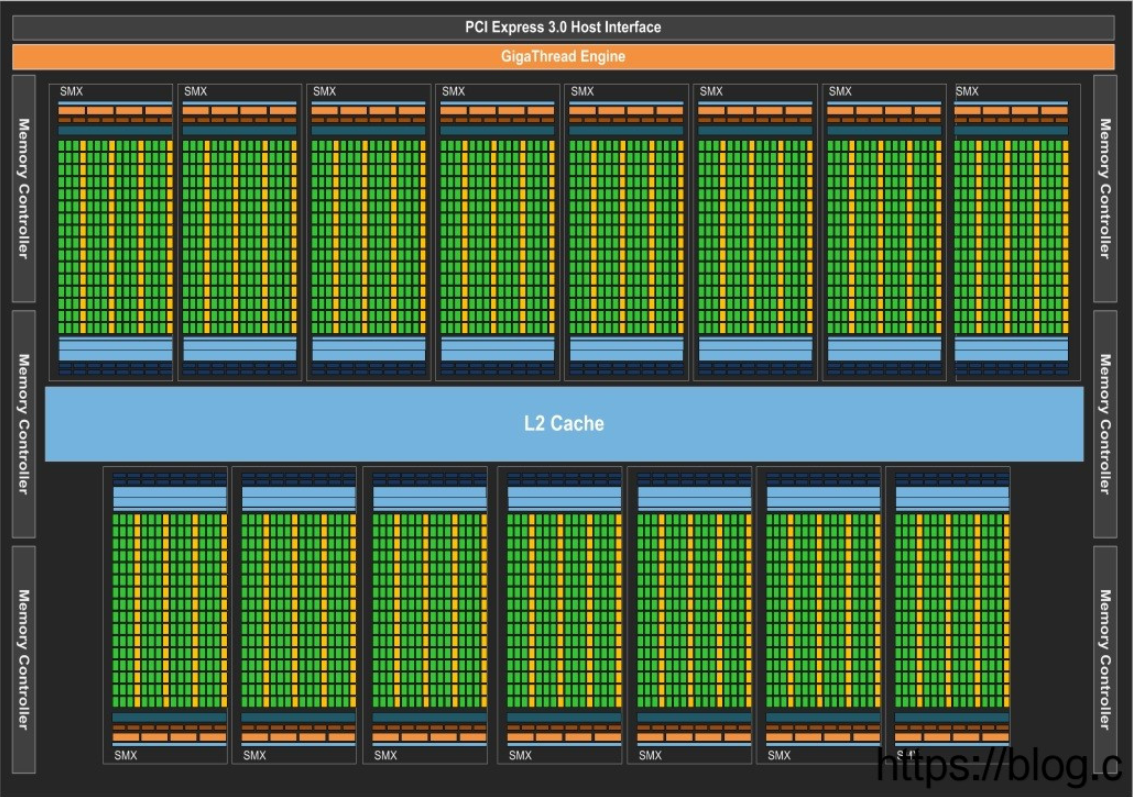 PCI Express 3.0 Host Interface
GigaThread Engine
Memory Controller
Memory Controller
SMX
SMX
SMX
SMX
SMX
SMX
SMX
SMX
Memory Controller
L2 Cache
Memory Controller
Memory Controller
Memory Controller
SMX
SMX
SMX
SMX
SMX
SMX
SMX
https://blog.c